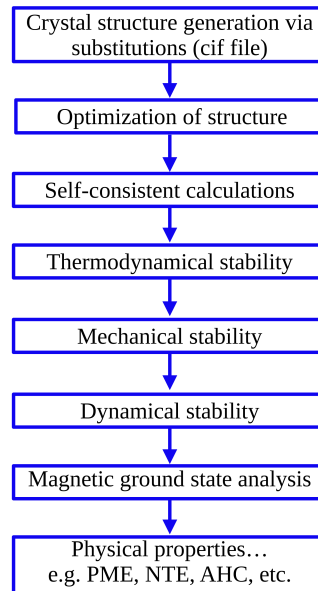 Crystal structure generation via
substitutions (cif file)
Optimization of structure
Self-consistent calculations
Thermodynamical stability
Mechanical stability
Dynamical stability
Magnetic ground state analysis
Physical properties…
e.g. PME, NTE, AHC, etc.